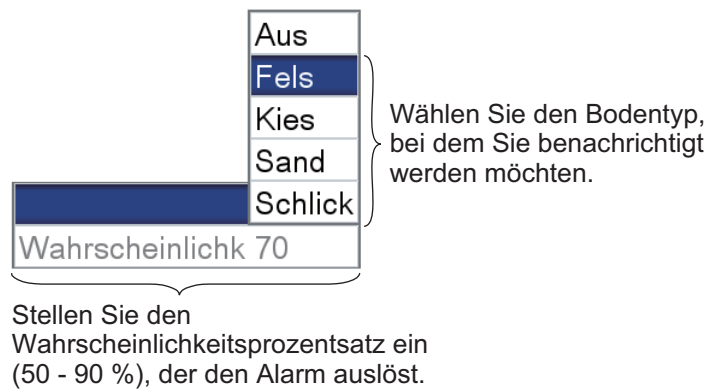 Aus
Fels
Kies
Sand
Schlick
Wahrscheinlichk 70
Wählen Sie den Bodentyp,
bei dem Sie benachrichtigt
werden möchten.
Stellen Sie den
Wahrscheinlichkeitsprozentsatz ein
(50 - 90 %), der den Alarm auslöst.